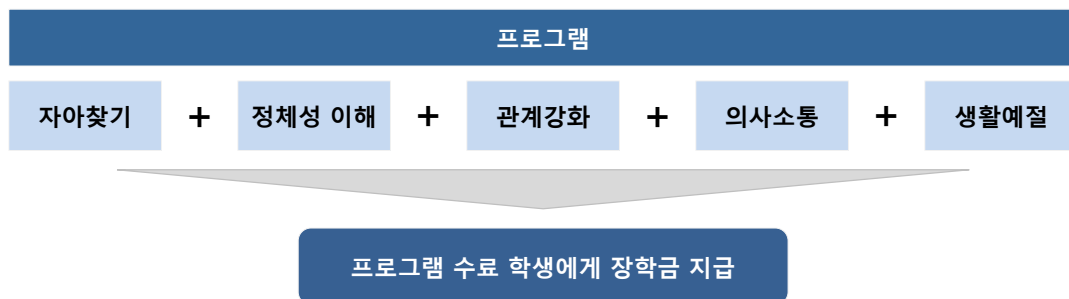 프로그램
자아찾기 + 정체성 이해 + 관계강화 + 의사소통 + 생활예절
프로그램 수료 학생에게 장학금 지급